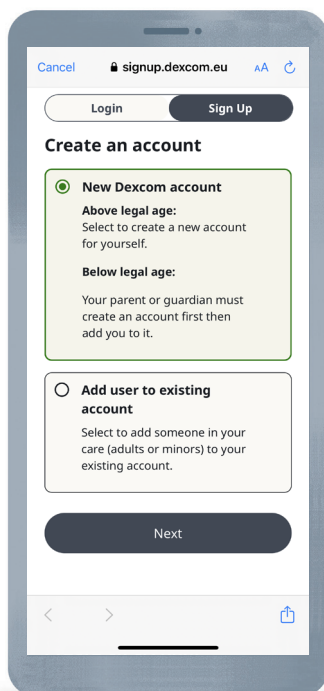 Cancel signup.dexcom.eu AA
Login Sign Up
Create an account
New Dexcom account
Above legal age:
Select to create a new account
for yourself.
Below legal age:
Your parent or guardian must
create an account first then
add you to it.
Add user to existing
account
Select to add someone in your
care (adults or minors) to your
existing account.
Next